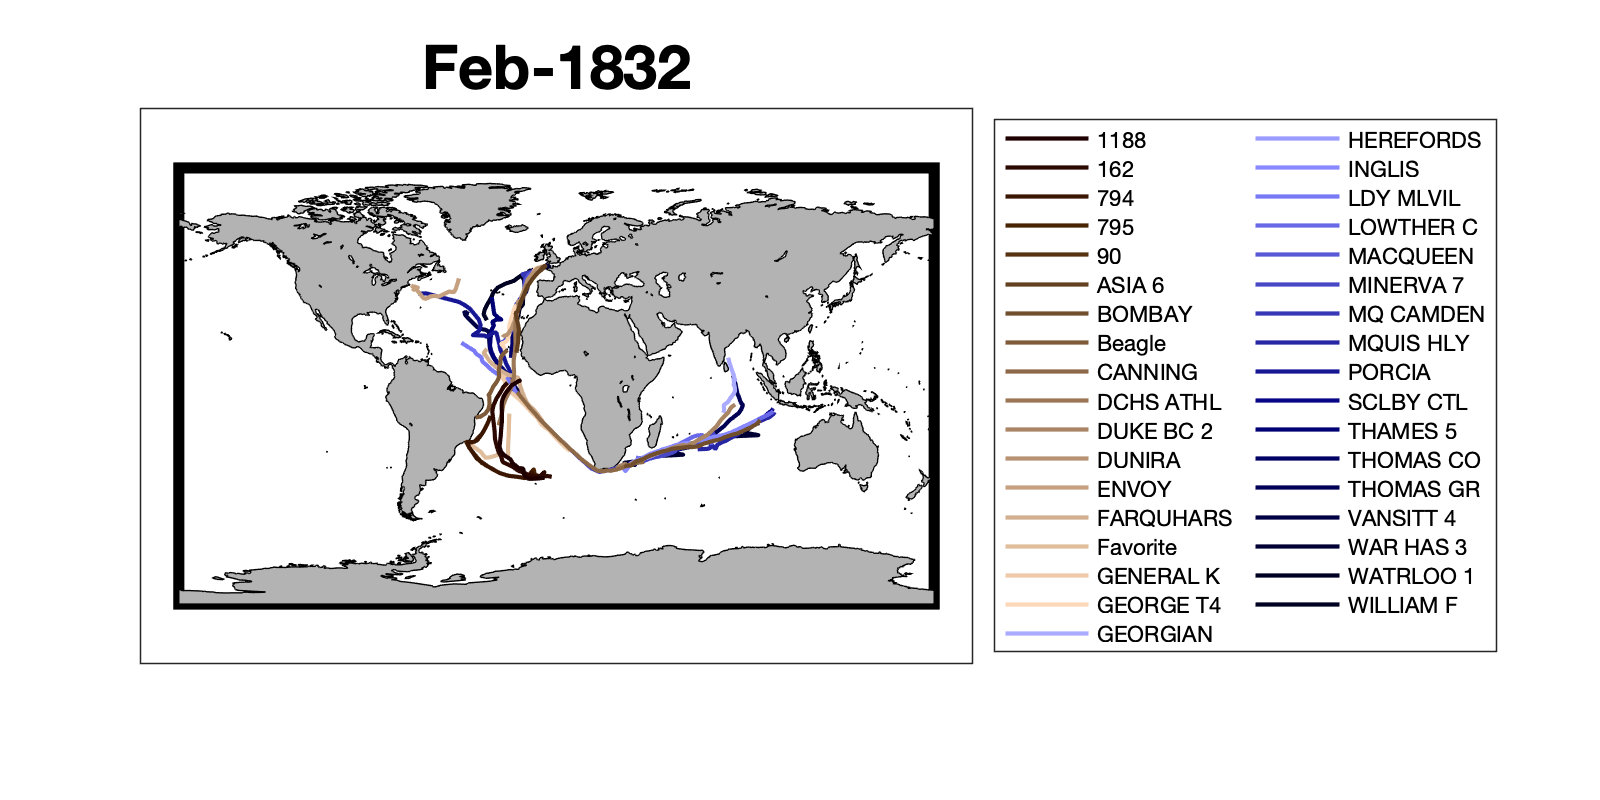 Feb-1832
1188
162
794
795
90
ASIA 6
BOMBAY
Beagle
CANNING
DCHS ATHL
DUKE BC 2
DUNIRA
ENVOY
FARQUHARS
Favorite
GENERAL K
GEORGE T4
GEORGIAN
HEREFORDS
INGLIS
LDY MLVIL
LOWTHER C
MACQUEEN
MINERVA 7
MQ CAMDEN
MQUIS HLY
PORCIA
SCLBY CTL
THAMES 5
THOMAS CO
THOMAS GR
VANSITT 4
WAR HAS 3
WATRLOO 1
WILLIAM F